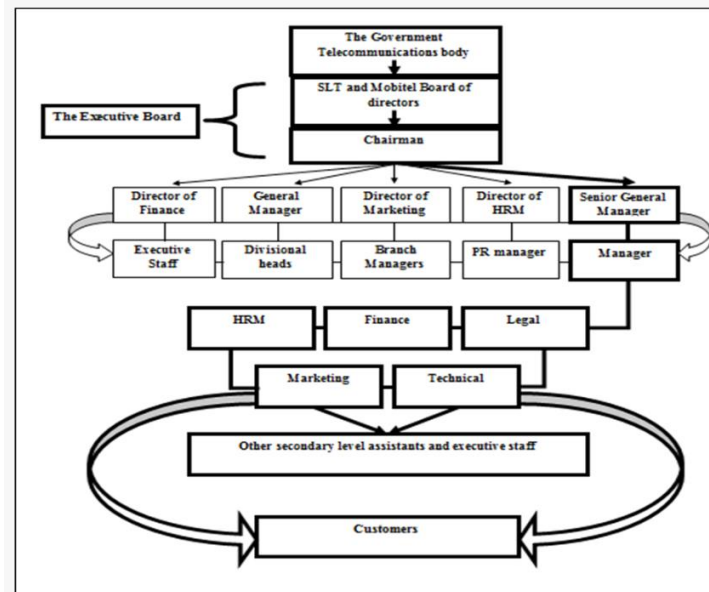 The Government
Telecommunications body
SLT and Mobitel Board of
directors
The Executive Board
Chairman
Director of
Finance
General
Manager
Director of
Marketing
Director of
HRM
Senior General
Manager
Executive
Staff
Divisional
heads
Branch
Managers
PR manager
Manager
HRM
Finance
Legal
Marketing
Technical
Other secondary level assistants and executive staff
Customers